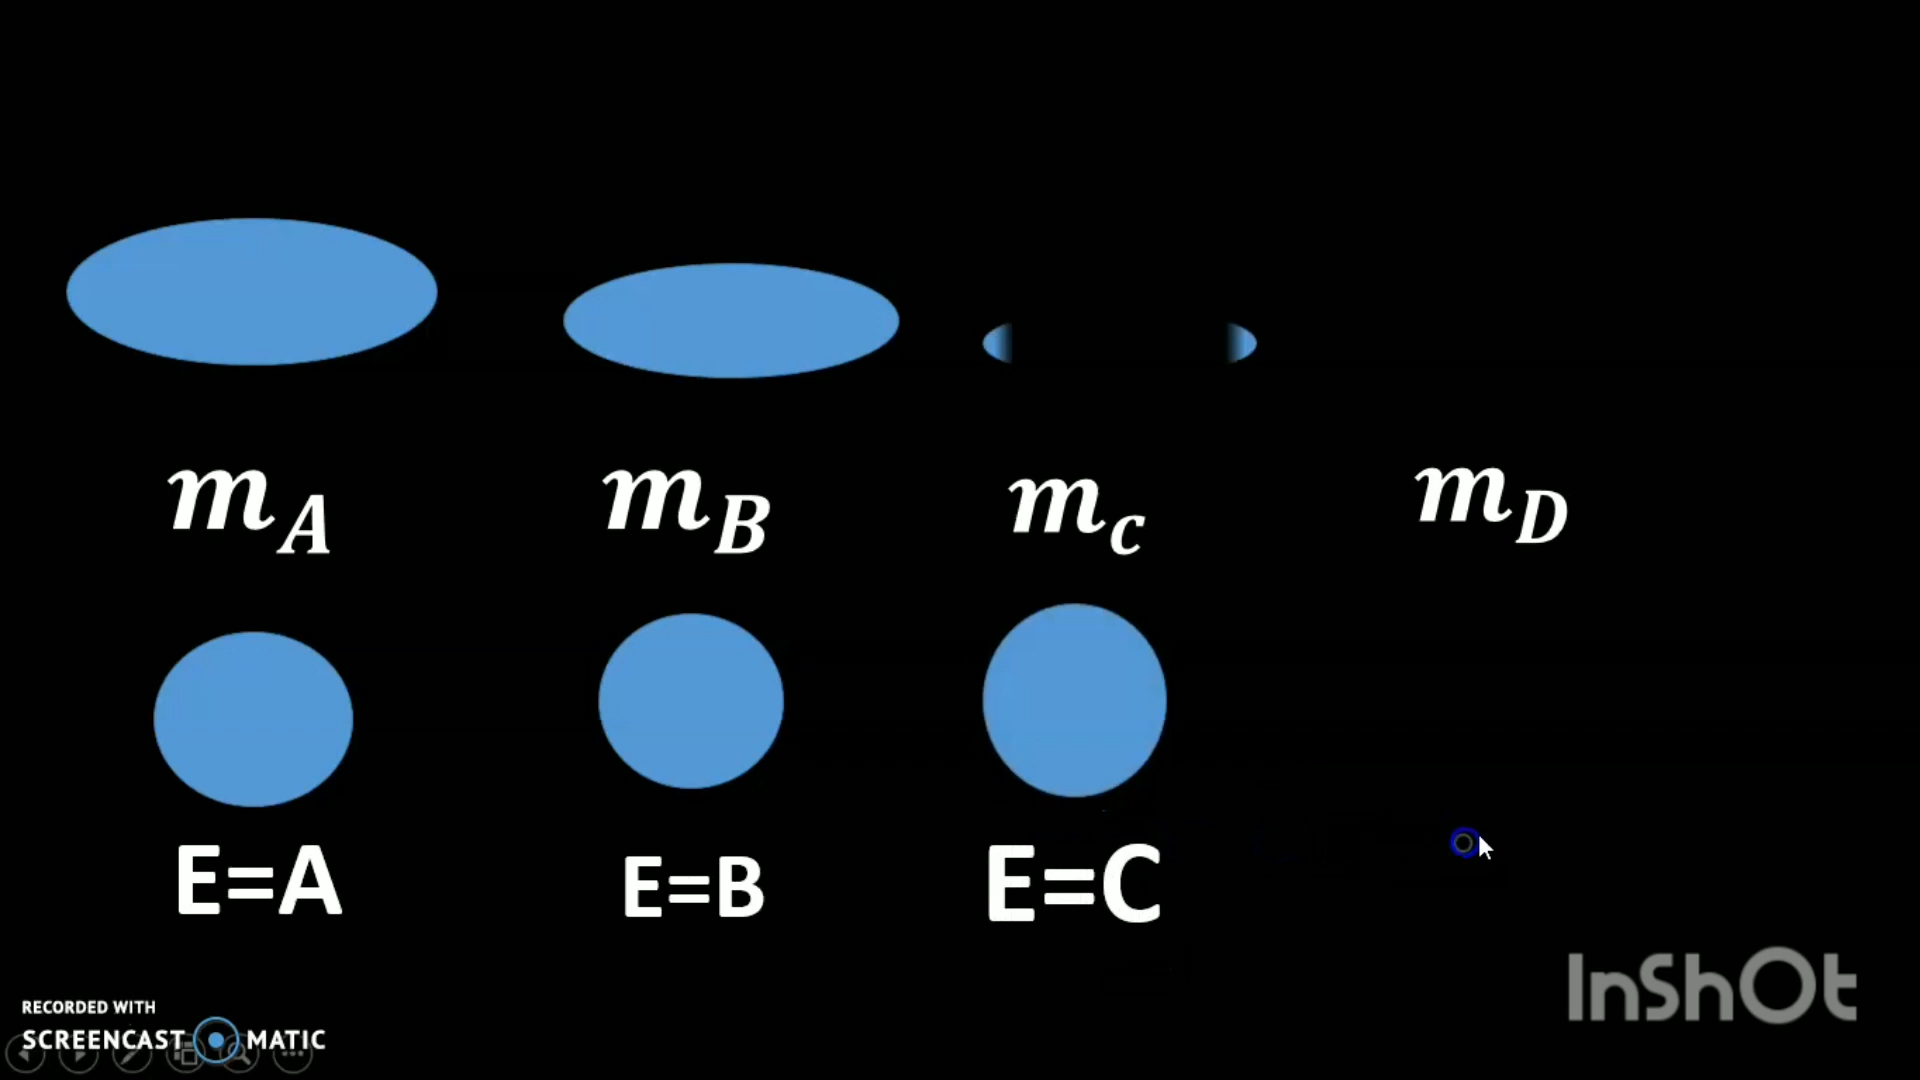 m_A m_B m_c m_D
E=A E=B E=C
RECORDED WITH
SCREENCAST MATIC
InShOt